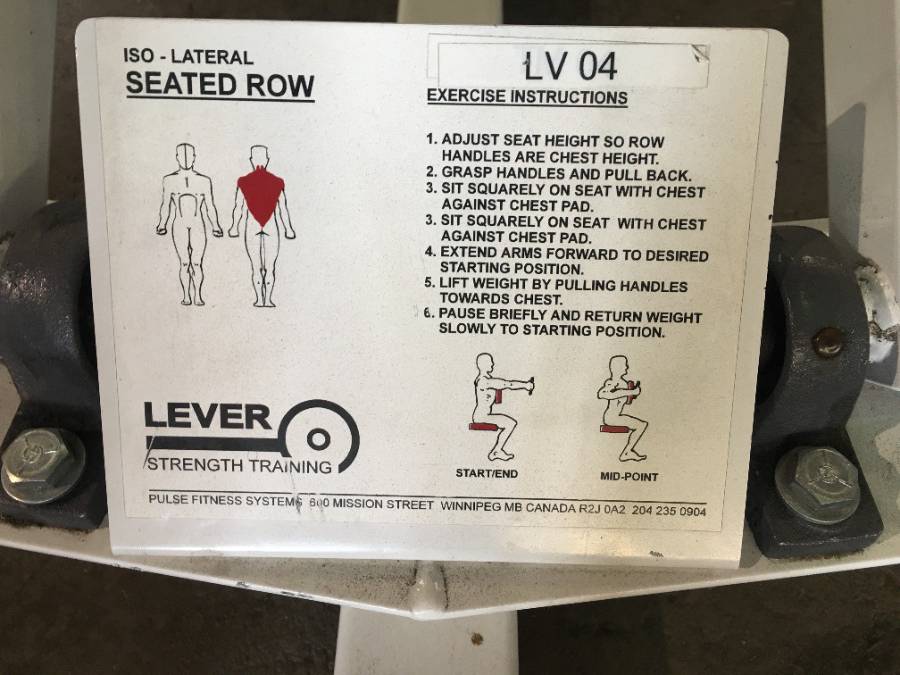 ISO - LATERAL
SEATED ROW
LV 04
EXERCISE INSTRUCTIONS
1. ADJUST SEAT HEIGHT SO ROW
HANDLES ARE CHEST HEIGHT.
2. GRASP HANDLES AND PULL BACK.
3. SIT SQUARELY ON SEAT WITH CHEST
AGAINST CHEST PAD.
3. SIT SQUARELY ON SEAT WITH CHEST
AGAINST CHEST PAD.
4. EXTEND ARMS FORWARD TO DESIRED
STARTING POSITION.
5. LIFT WEIGHT BY PULLING HANDLES
TOWARDS CHEST.
6. PAUSE BRIEFLY AND RETURN WEIGHT
SLOWLY TO STARTING POSITION.
START/END
MID-POINT
LEVER
STRENGTH TRAINING
PULSE FITNESS SYSTEMS 600 MISSION STREET WINNIPEG MB CANADA R2J 0A2 204 235 0904